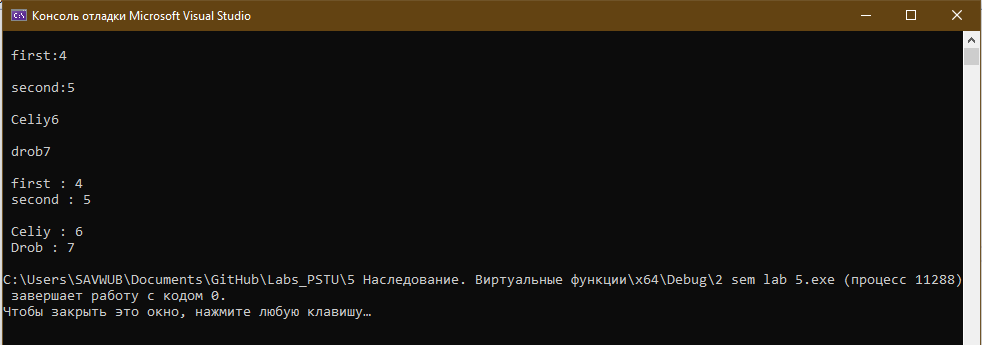 Консоль отладки Microsoft Visual Studio
first:4
second:5
Celiy6
drob7
first : 4
second : 5
Celiy : 6
Drob : 7
C:\Users\SAVWUB\Documents\GitHub\Labs_PSTU\5 Наследование. Виртуальные функции\x64\Debug\2 sem lab 5.exe (процесс 11288)
завершает работу с кодом 0.
Чтобы закрыть это окно, нажмите любую клавишу…